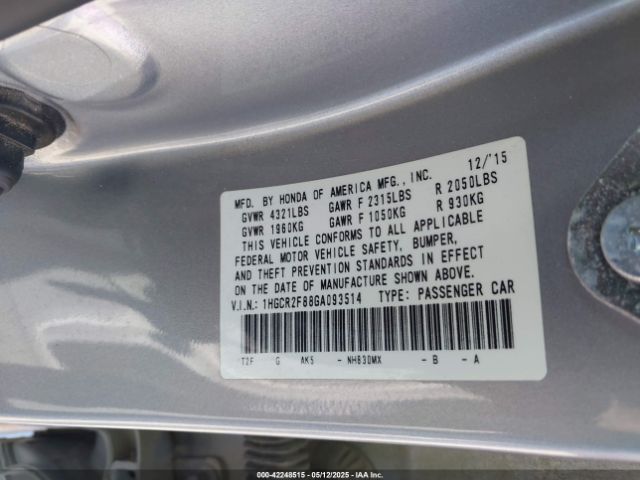 MFD. BY HONDA OF AMERICA MFG., INC. 12/'15
GVWR 4321LBS GAWR F 2315LBS R 2050LBS
GVWR 1960KG GAWR F 1050KG R 930KG
THIS VEHICLE CONFORMS TO ALL APPLICABLE
FEDERAL MOTOR VEHICLE SAFETY, BUMPER,
AND THEFT PREVENTION STANDARDS IN EFFECT
ON THE DATE OF MANUFACTURE SHOWN ABOVE.
V.I.N.: 1HGCR2F88GA093514 TYPE: PASSENGER CAR
T2F G AK5 - NH830MX - B - A
000-42248515 - 05/12/2025 - IAAI.COM